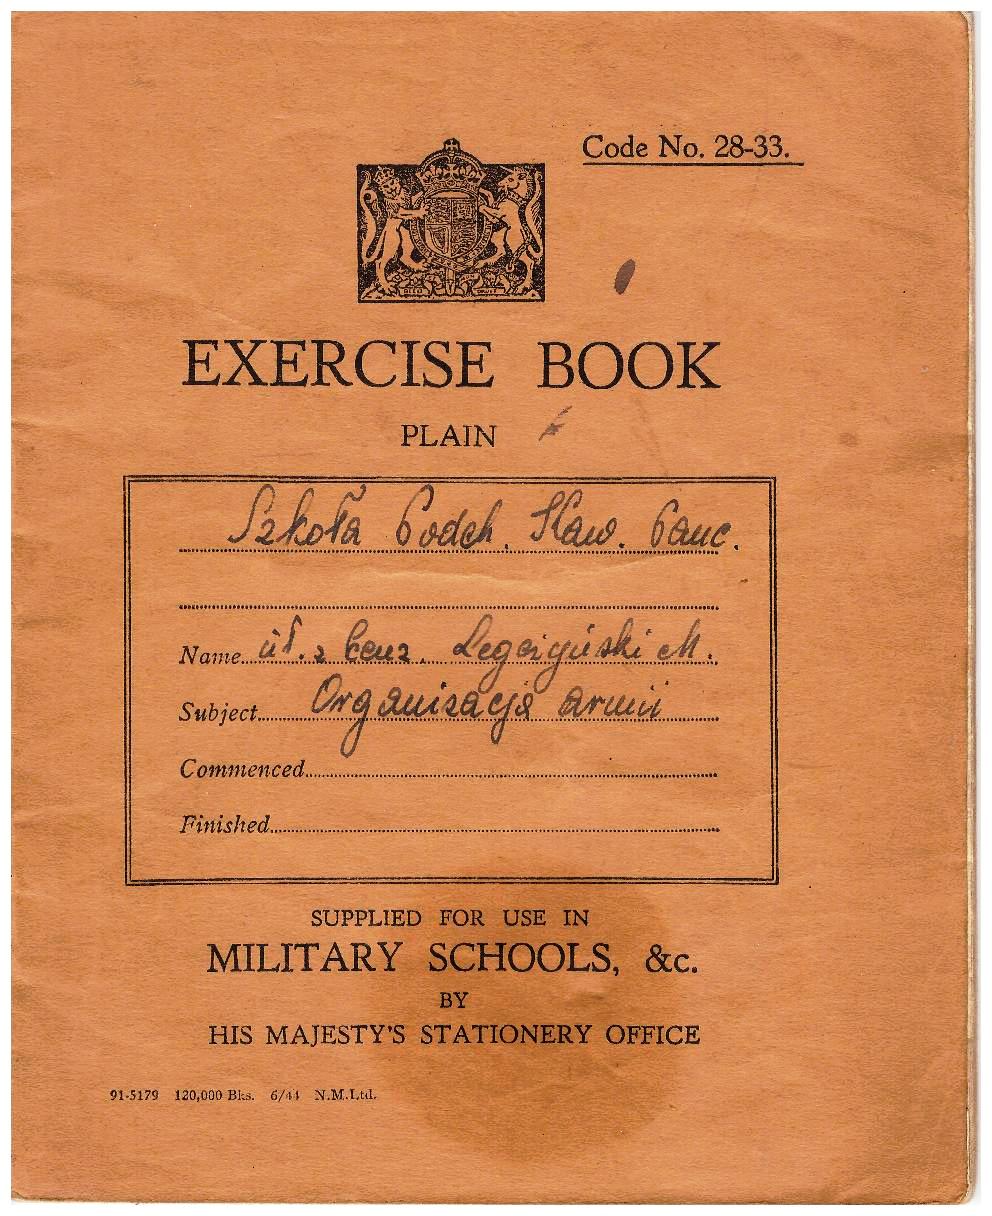 Code No. 28-33.
EXERCISE BOOK
PLAIN
Szkoła Podch. Kaw. Panc.
Name uł. z cenz. Legeżyński M.
Subject Organizacja armii
Commenced
Finished
SUPPLIED FOR USE IN
MILITARY SCHOOLS, &c.
BY
HIS MAJESTY'S STATIONERY OFFICE
91-5179 120,000 Bks. 6/44 N.M.Ltd.